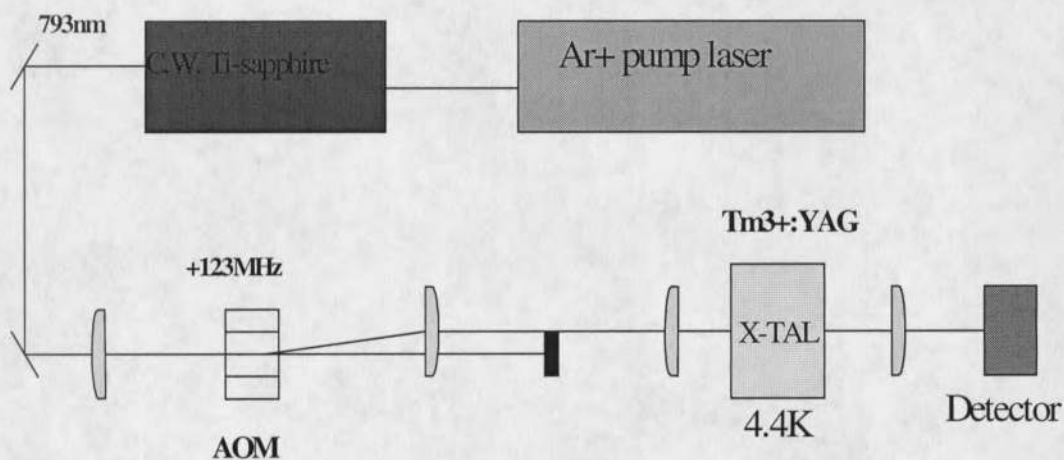 793nm
C.W. Ti-sapphire
Ar+ pump laser
Tm3+:YAG
+123MHz
X-TAL
4.4K
Detector
AOM